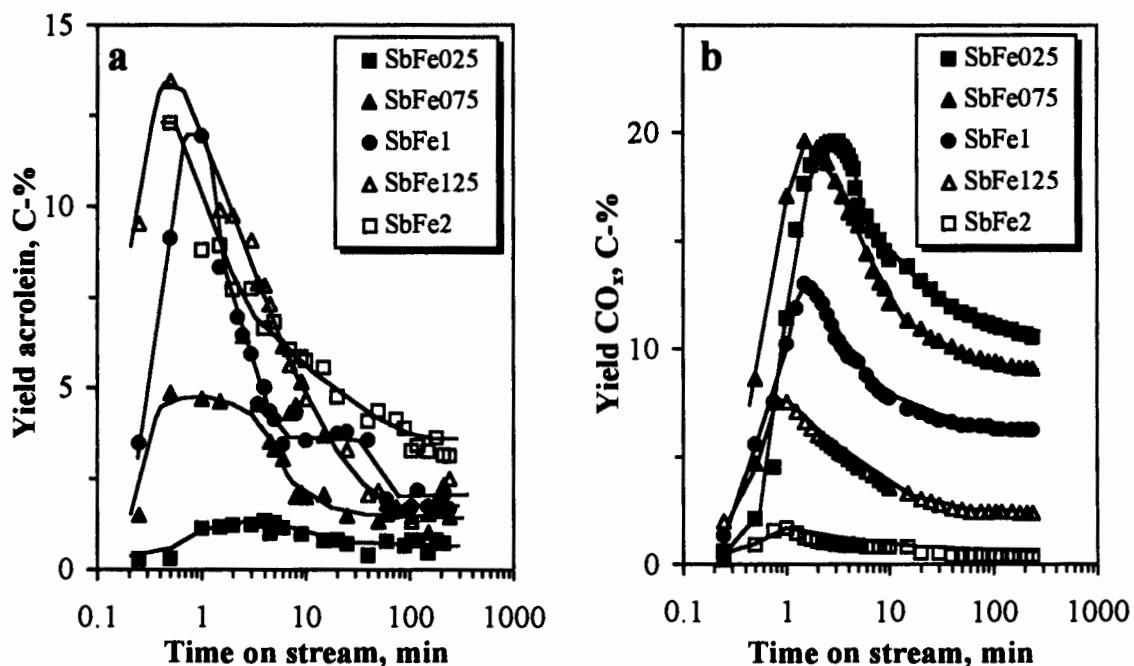 a
Yield acrolein, C-%
15
10
5
0
SbFe025
SbFe075
SbFe1
SbFe125
SbFe2
0.1 1 10 100 1000
Time on stream, min
b
Yield COx, C-%
20
10
0
SbFe025
SbFe075
SbFe1
SbFe125
SbFe2
0.1 1 10 100 1000
Time on stream, min